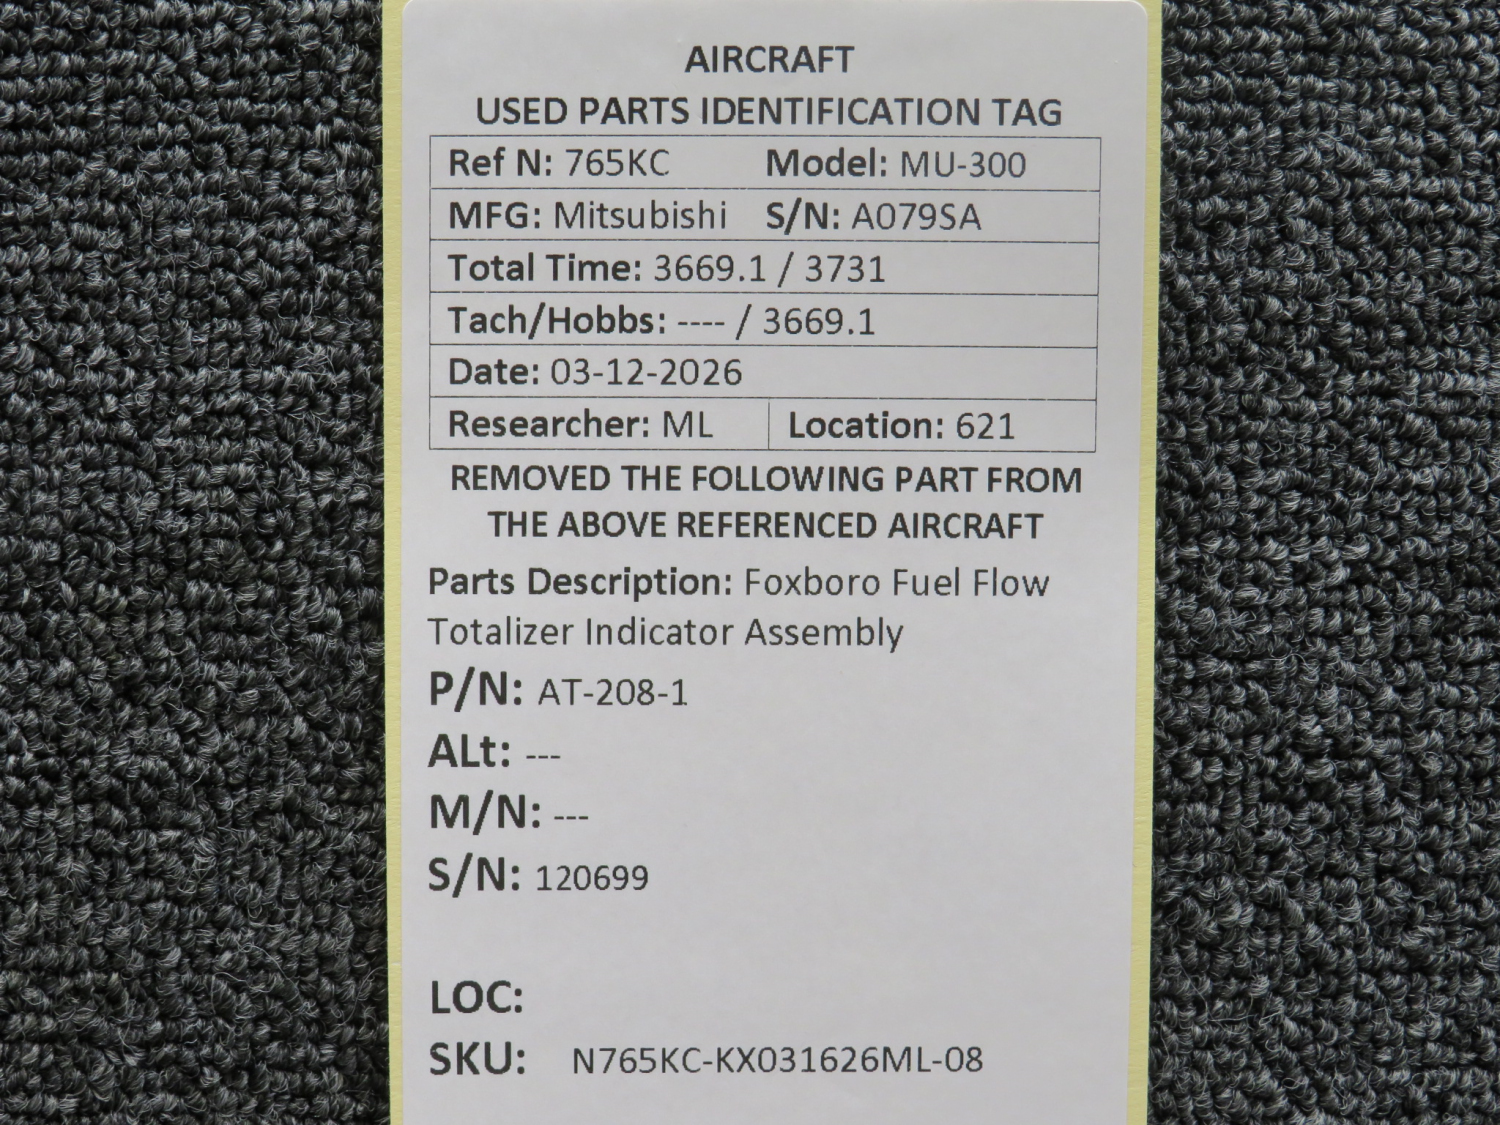 AIRCRAFT
USED PARTS IDENTIFICATION TAG
Ref N: 765KC Model: MU-300
MFG: Mitsubishi S/N: A079SA
Total Time: 3669.1 / 3731
Tach/Hobbs: ---- / 3669.1
Date: 03-12-2026
Researcher: ML Location: 621
REMOVED THE FOLLOWING PART FROM
THE ABOVE REFERENCED AIRCRAFT
Parts Description: Foxboro Fuel Flow
Totalizer Indicator Assembly
P/N: AT-208-1
ALt: ---
M/N: ---
S/N: 120699
LOC:
SKU: N765KC-KX031626ML-08